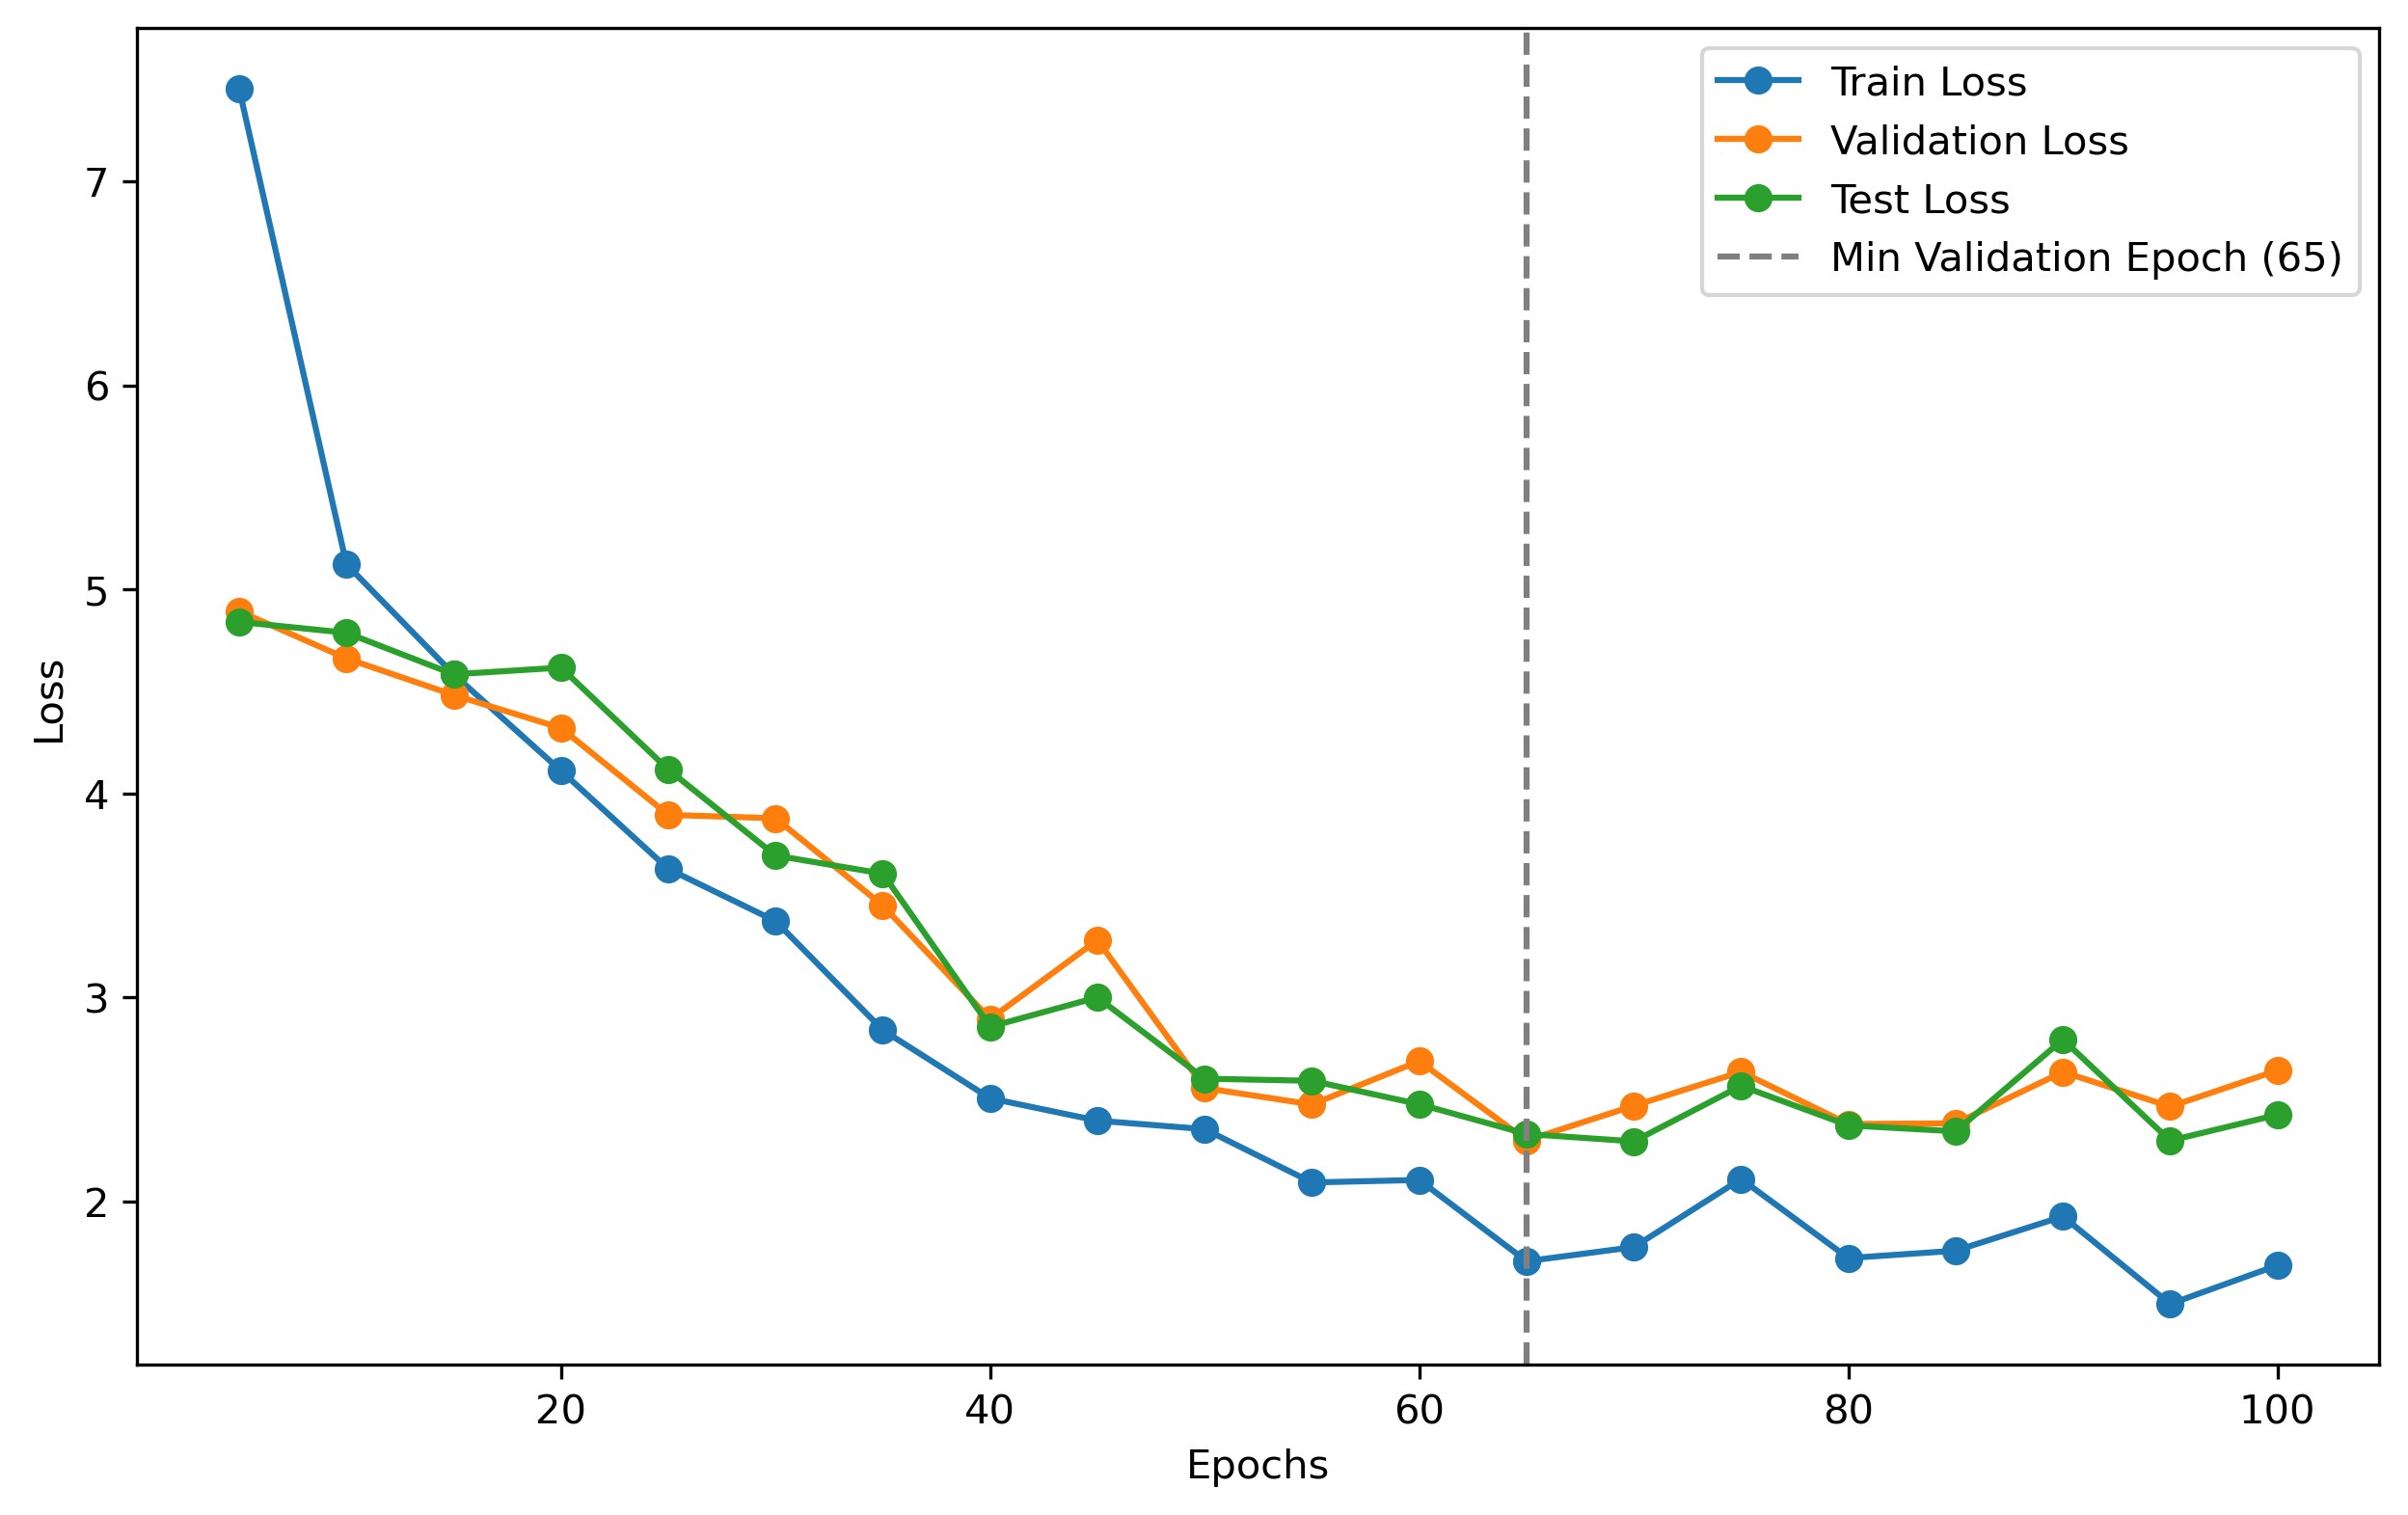 Train Loss
Validation Loss
Test Loss
Min Validation Epoch (65)
7
6
5
4
3
2
Loss
20 40 60 80 100
Epochs